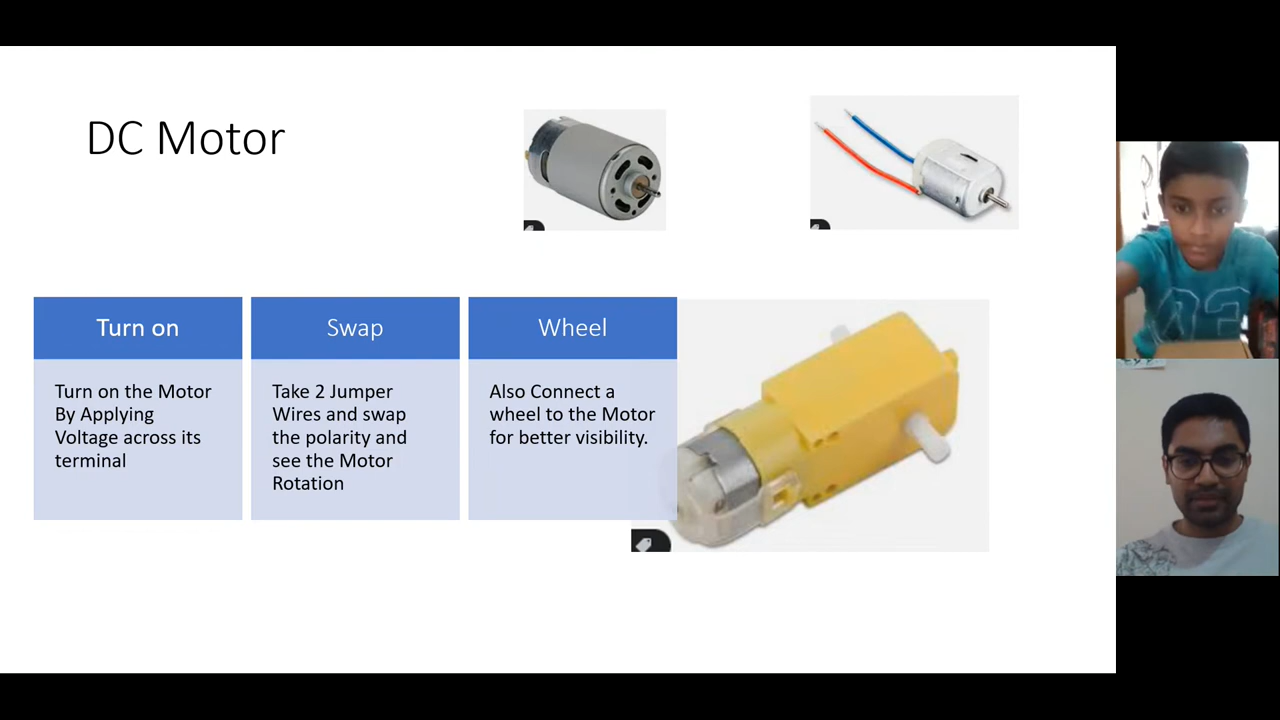 DC Motor
Turn on
Turn on the Motor
By Applying
Voltage across its
terminal
Swap
Take 2 Jumper
Wires and swap
the polarity and
see the Motor
Rotation
Wheel
Also Connect a
wheel to the Motor
for better visibility.
03